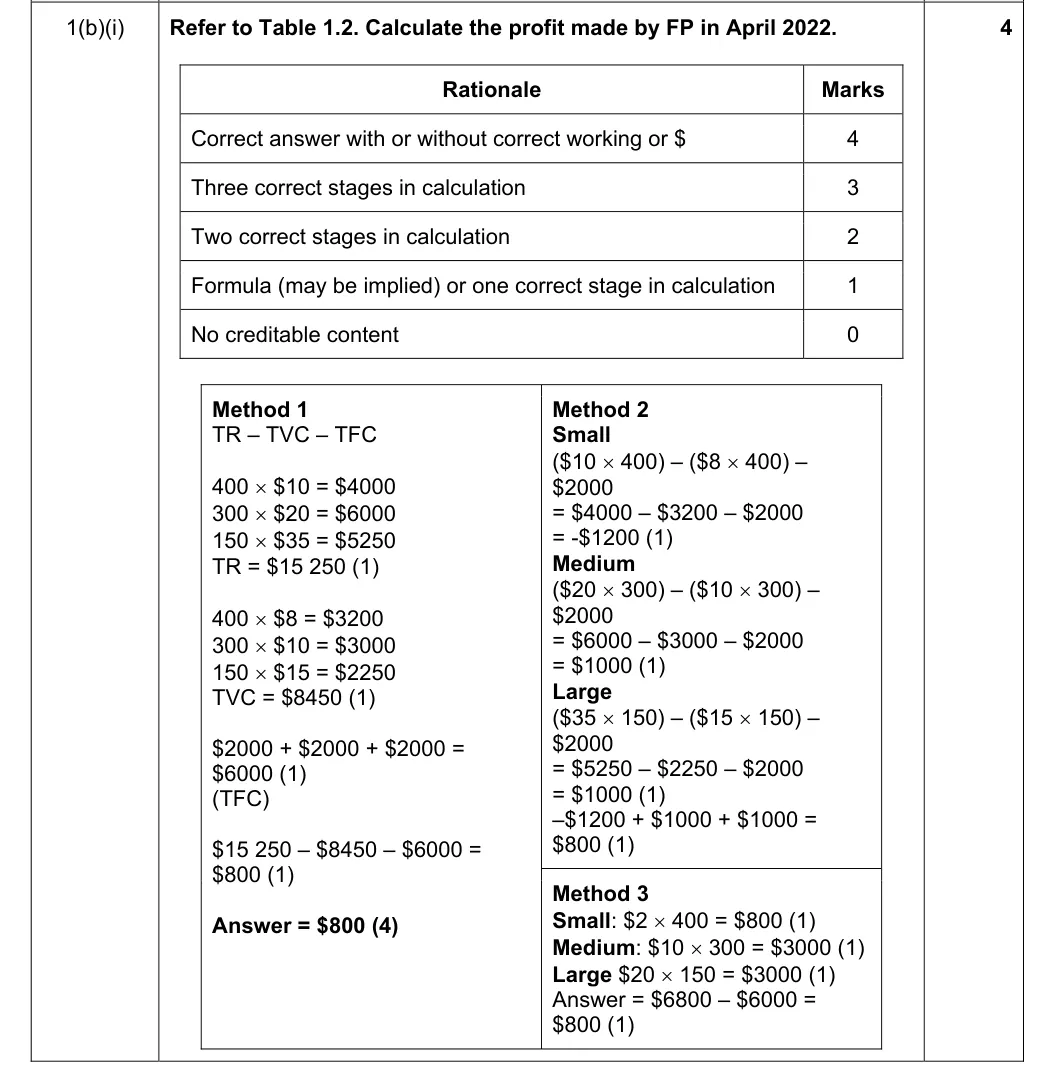 1(b)(i)
Refer to Table 1.2. Calculate the profit made by FP in April 2022.
4
Rationale
Marks
Correct answer with or without correct working or $
4
Three correct stages in calculation
3
Two correct stages in calculation
2
Formula (may be implied) or one correct stage in calculation
1
No creditable content
0
Method 1
TR – TVC – TFC
400 × $10 = $4000
300 × $20 = $6000
150 × $35 = $5250
TR = $15 250 (1)
400 × $8 = $3200
300 × $10 = $3000
150 × $15 = $2250
TVC = $8450 (1)
$2000 + $2000 + $2000 =
$6000 (1)
(TFC)
$15 250 – $8450 – $6000 =
$800 (1)
Answer = $800 (4)
Method 2
Small
($10 × 400) – ($8 × 400) –
$2000
= $4000 – $3200 – $2000
= -$1200 (1)
Medium
($20 × 300) – ($10 × 300) –
$2000
= $6000 – $3000 – $2000
= $1000 (1)
Large
($35 × 150) – ($15 × 150) –
$2000
= $5250 – $2250 – $2000
= $1000 (1)
–$1200 + $1000 + $1000 =
$800 (1)
Method 3
Small: $2 × 400 = $800 (1)
Medium: $10 × 300 = $3000 (1)
Large $20 × 150 = $3000 (1)
Answer = $6800 – $6000 =
$800 (1)